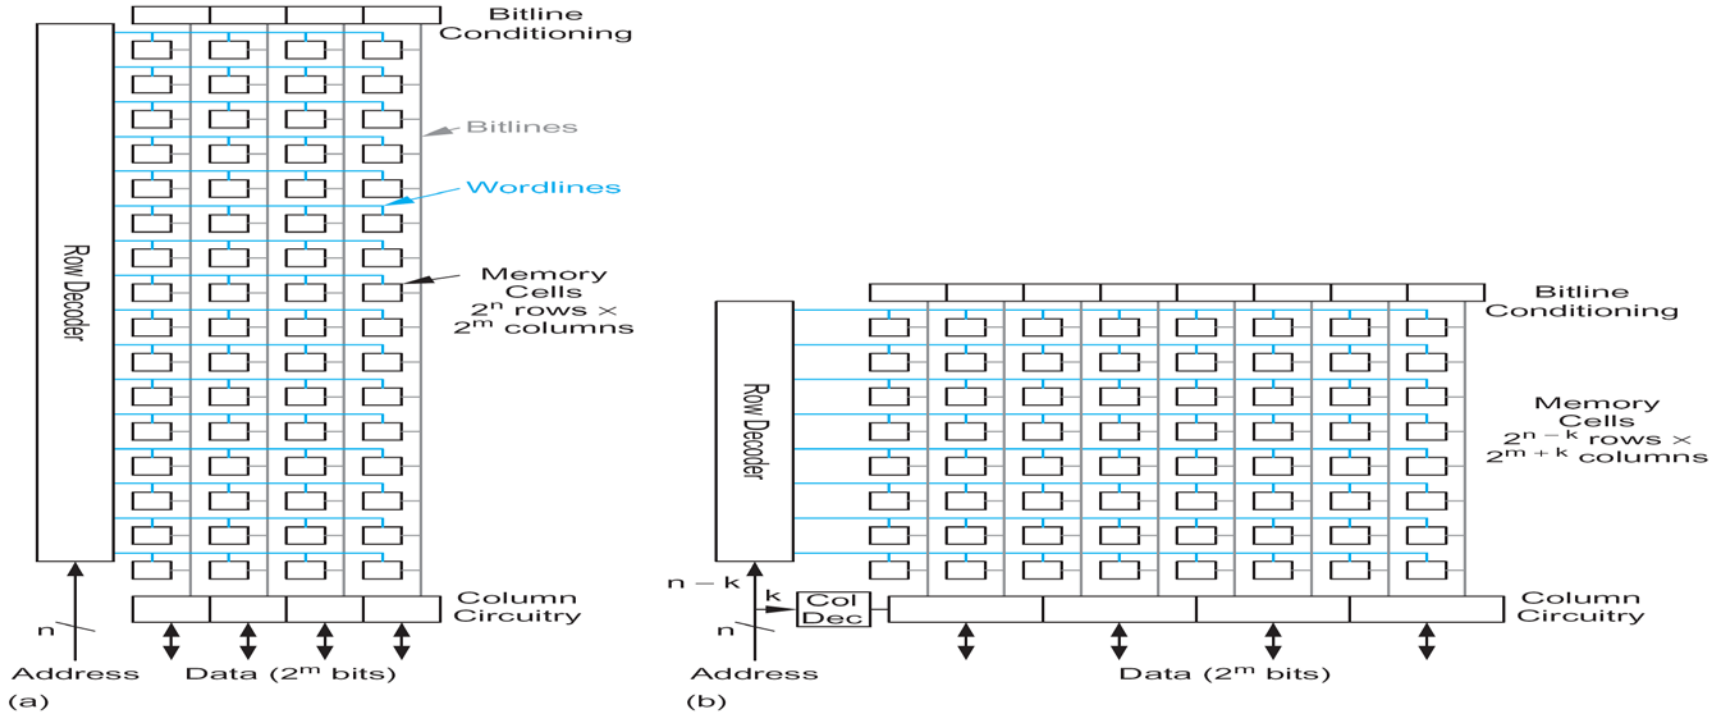 Bitline
Conditioning
Bitlines
Wordlines
Row Decoder
Memory
Cells
2ⁿ rows ×
2ᵐ columns
Column
Circuitry
n
Address
Data (2ᵐ bits)
(a)
Bitline
Conditioning
Row Decoder
Memory
Cells
2ⁿ⁻ᵏ rows ×
2ᵐ⁺ᵏ columns
n – k
k
Col
Dec
Column
Circuitry
n
Address
Data (2ᵐ bits)
(b)